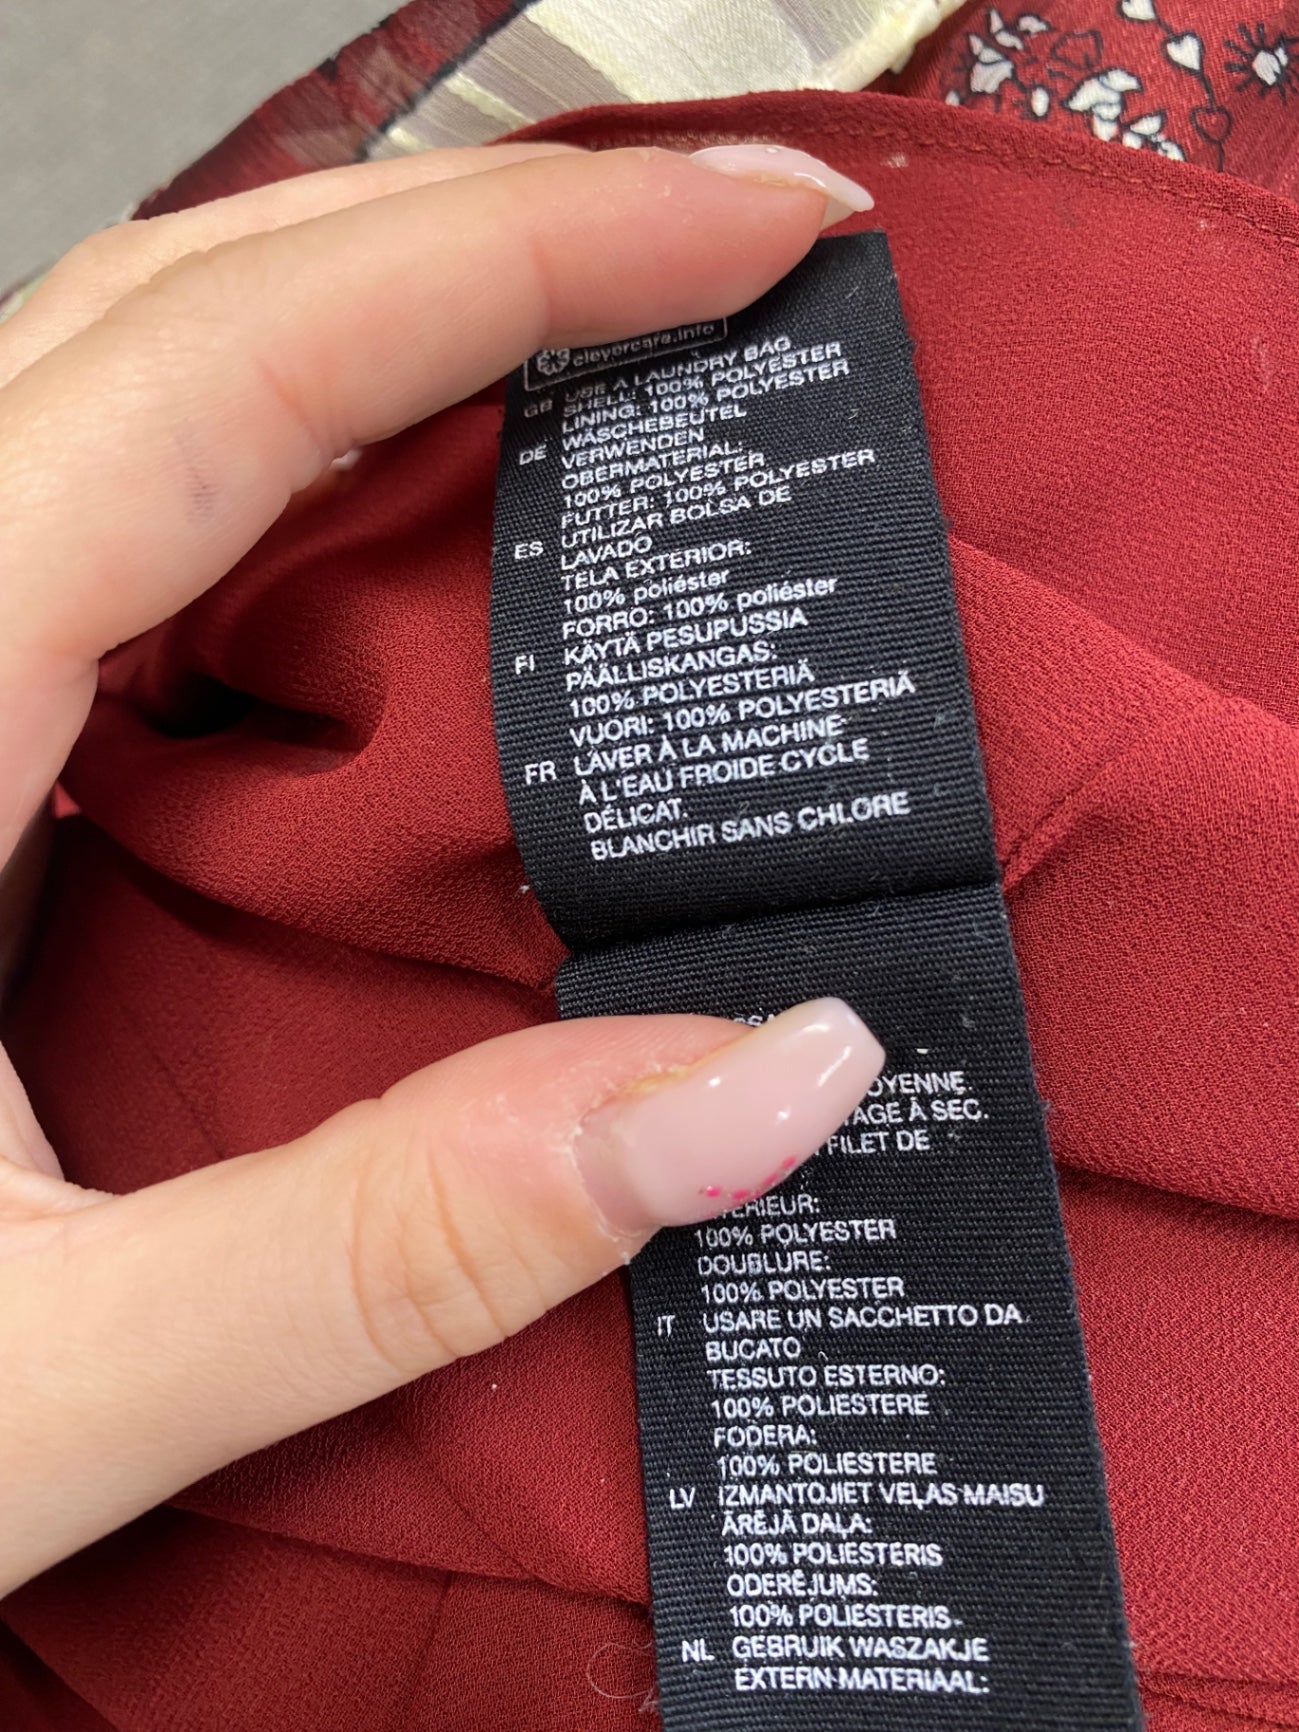 clevercare.info
GB USE A LAUNDRY BAG
SHELL: 100% POLYESTER
LINING: 100% POLYESTER
DE WÄSCHEBEUTEL
VERWENDEN
OBERMATERIAL:
100% POLYESTER
FUTTER: 100% POLYESTER
ES UTILIZAR BOLSA DE
LAVADO
TELA EXTERIOR:
100% poliéster
FORRO: 100% poliéster
FI KÄYTÄ PESUPUSSIA
PÄÄLLISKANGAS:
100% POLYESTERIÄ
VUORI: 100% POLYESTERIÄ
FR LAVER À LA MACHINE
À L'EAU FROIDE CYCLE
DÉLICAT.
BLANCHIR SANS CHLORE
À SEC.
FILET DE
100% POLYESTER
DOUBLURE:
100% POLYESTER
IT USARE UN SACCHETTO DA
BUCATO
TESSUTO ESTERNO:
100% POLIESTERE
FODERA:
100% POLIESTERE
LV IZMANTOJIET VEĻAS MAISU
ĀRĒJĀ DAĻA:
100% POLIESTERIS
ODERĒJUMS:
100% POLIESTERIS
NL GEBRUIK WASZAKJE
EXTERN MATERIAAL: